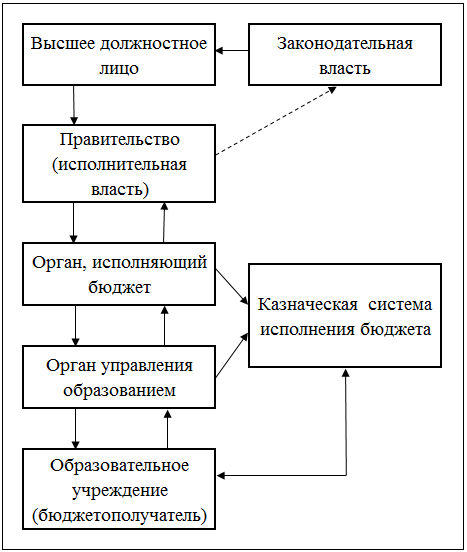 Высшее должностное
лицо
Законодательная
власть
Правительство
(исполнительная
власть)
Орган, исполняющий
бюджет
Казначеская система
исполнения бюджета
Орган управления
образованием
Образовательное
учреждение
(бюджетополучатель)